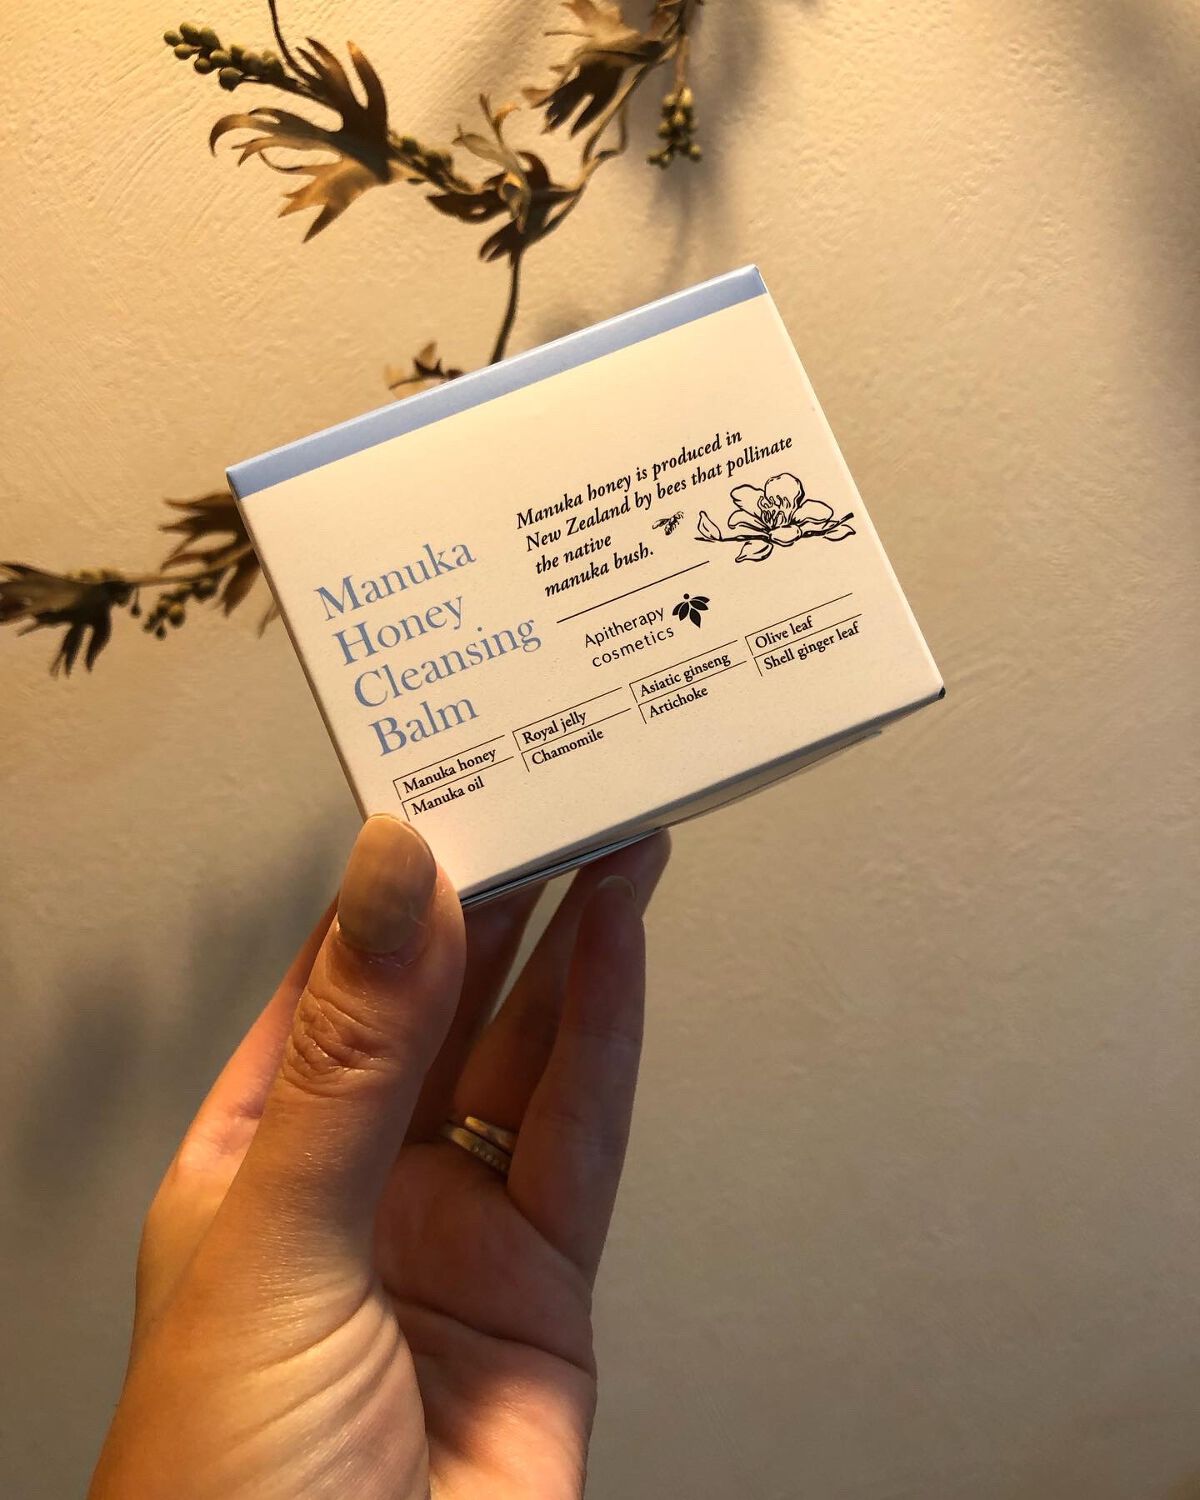 Manuka
Honey
Cleansing
Balm
Manuka honey is produced in
New Zealand by bees that pollinate
the native
manuka bush.
Apitherapy
cosmetics
Manuka honey
Manuka oil
Royal jelly
Chamomile
Asiatic ginseng
Artichoke
Olive leaf
Shell ginger leaf